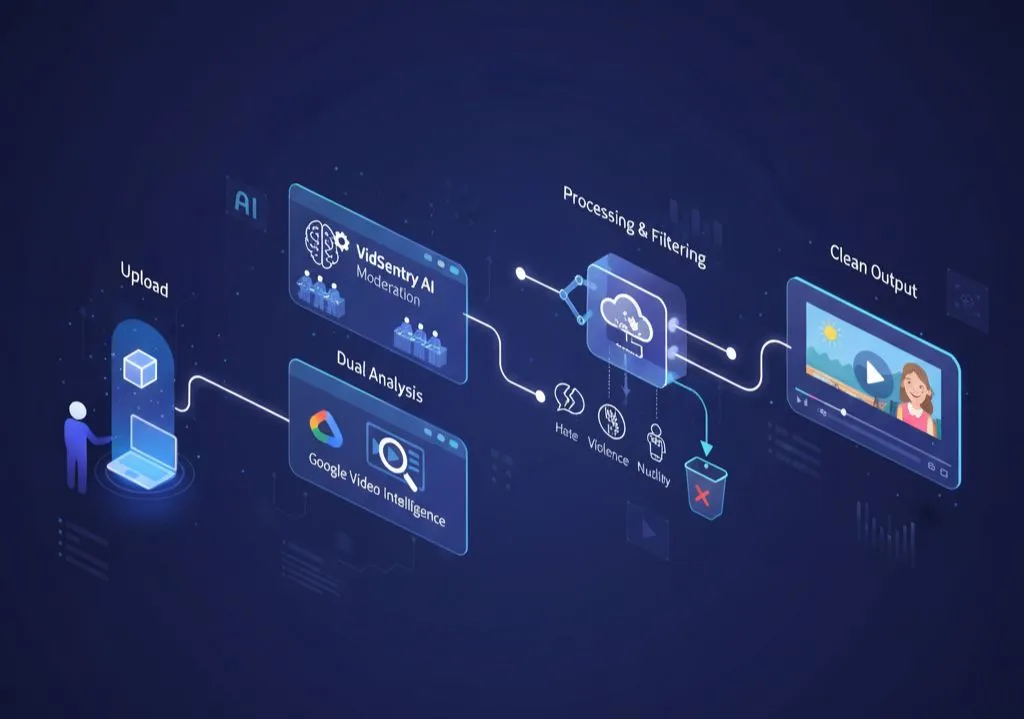 Upload
AI
VidSentry AI
Moderation
Dual Analysis
Google Video Intelligence
Processing & Filtering
Hate
Violence
Nudity
Clean Output